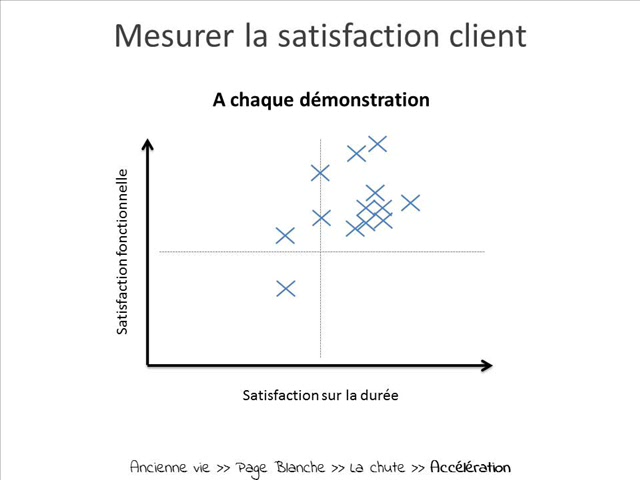 Mesurer la satisfaction client
A chaque démonstration
Satisfaction fonctionnelle
Satisfaction sur la durée
Ancienne vie >> Page Blanche >> La chute >> Accélération